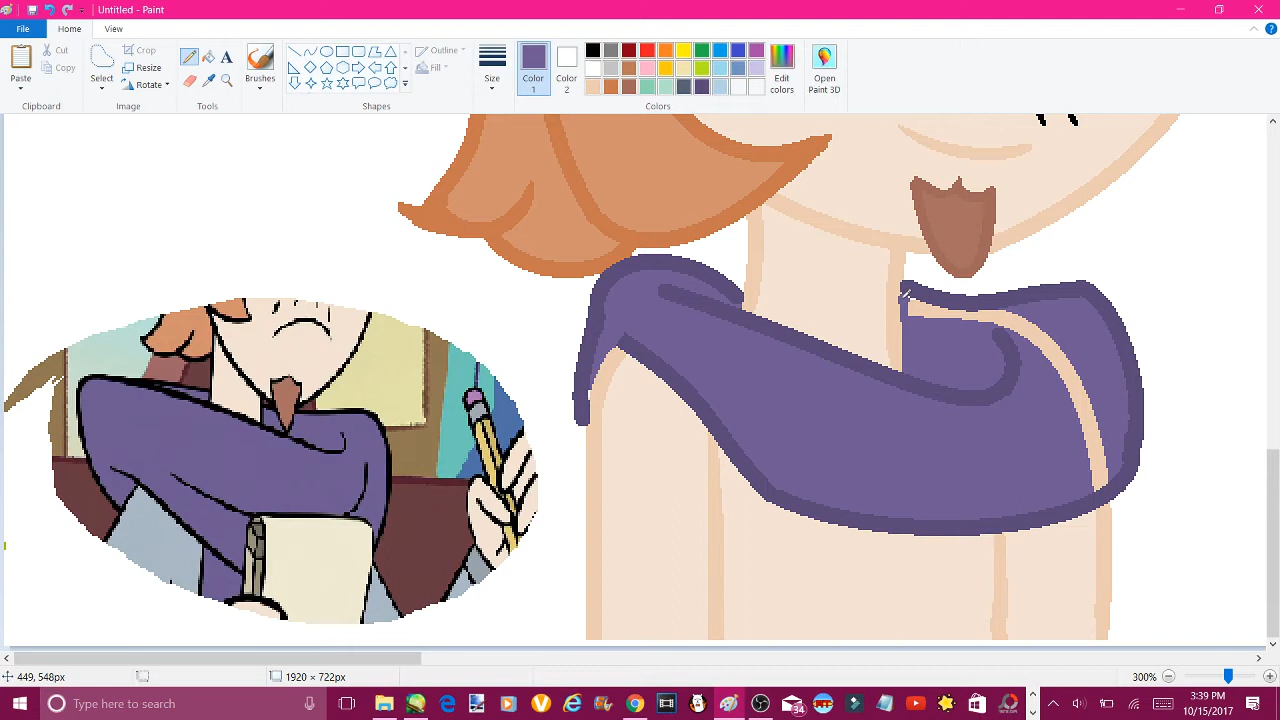 Untitled - Paint
File Home View
Paste
Cut
Copy
Clipboard
Select
Crop
Resize
Rotate
Image
A
Tools
Brushes
Outline
Fill
Shapes
Size
Color 1
Color 2
Edit colors
Colors
Open Paint 3D
449, 548px
1920 × 722px
300%
Type here to search
34
3:39 PM
10/15/2017